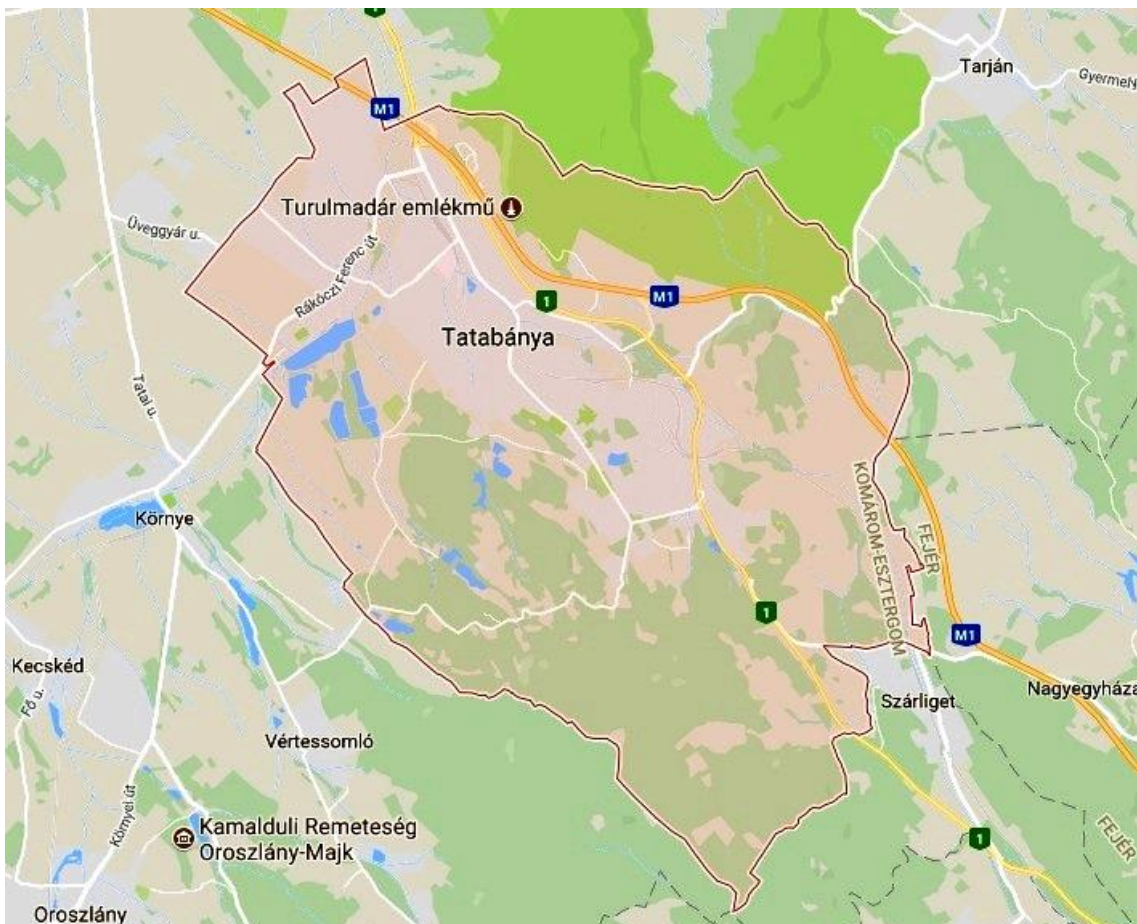 1
Tarján
Gyermely
M1
Turulmadár emlékmű
Üveggyár u.
Rákóczi Ferenc út
M1
1
Tatabánya
Tatai u.
Környe
KOMÁROM-ESZTERGOM
FEJÉR
1
M1
Kecskéd
Fő u.
Szárliget
Nagyegyháza
Vértessomló
Környei út
Kamalduli Remeteség
Oroszlány-Majk
1
FEJÉR
Oroszlány